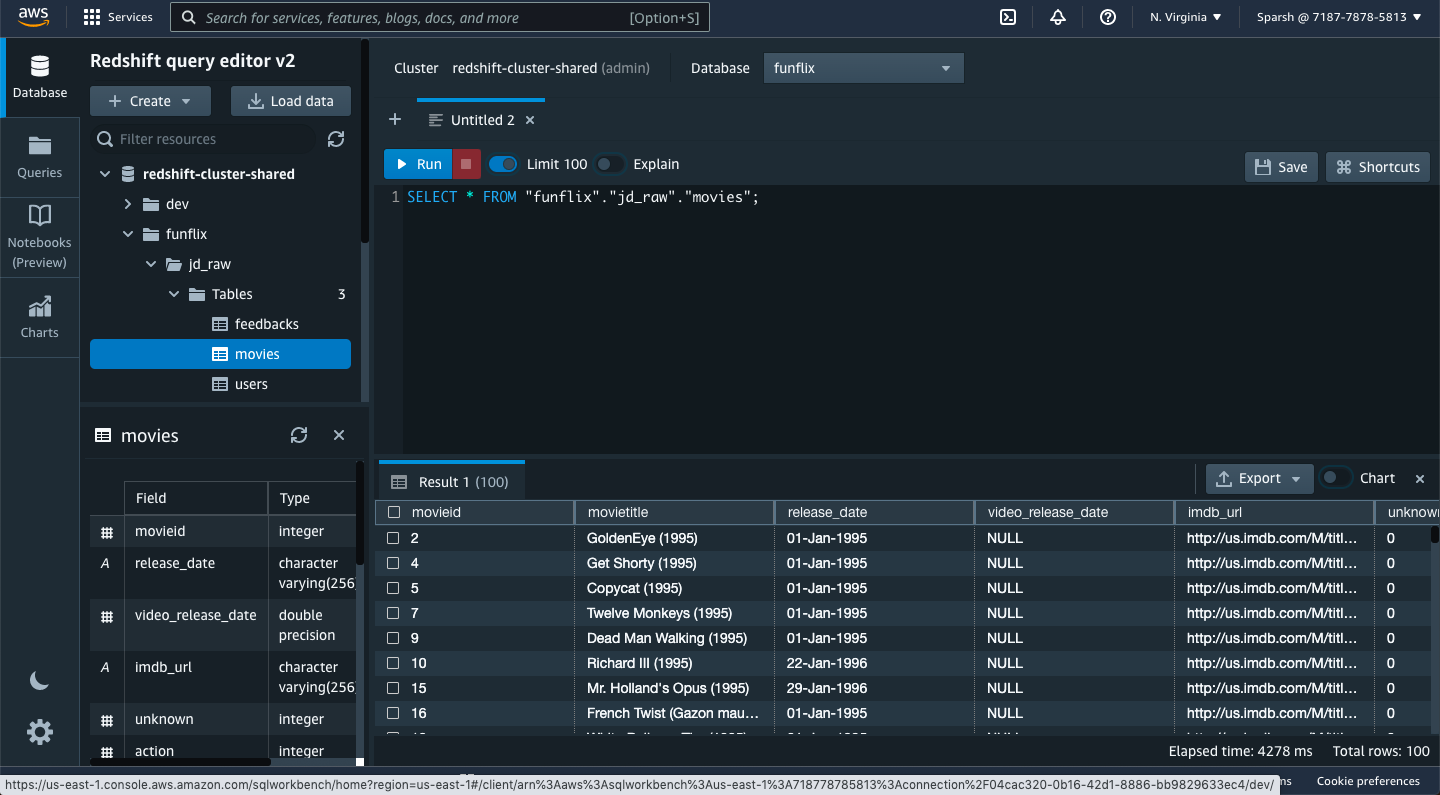 aws
Services
Search for services, features, blogs, docs, and more
[Option+S]
N. Virginia
Sparsh @ 7187-7878-5813
Database
Queries
Notebooks
(Preview)
Charts
Redshift query editor v2
Create
Load data
Filter resources
redshift-cluster-shared
dev
funflix
jd_raw
Tables 3
feedbacks
movies
users
movies
Field Type
movieid integer
release_date character
varying(256)
video_release_date double
precision
imdb_url character
varying(256)
unknown integer
action integer
Cluster redshift-cluster-shared (admin) Database funflix
Untitled 2
Run Limit 100 Explain Save Shortcuts
1 SELECT * FROM "funflix"."jd_raw"."movies";
Result 1 (100) Export Chart
movieid movietitle release_date video_release_date imdb_url unknown
2 GoldenEye (1995) 01-Jan-1995 NULL http://us.imdb.com/M/titl... 0
4 Get Shorty (1995) 01-Jan-1995 NULL http://us.imdb.com/M/titl... 0
5 Copycat (1995) 01-Jan-1995 NULL http://us.imdb.com/M/titl... 0
7 Twelve Monkeys (1995) 01-Jan-1995 NULL http://us.imdb.com/M/titl... 0
9 Dead Man Walking (1995) 01-Jan-1995 NULL http://us.imdb.com/M/titl... 0
10 Richard III (1995) 22-Jan-1996 NULL http://us.imdb.com/M/titl... 0
15 Mr. Holland's Opus (1995) 29-Jan-1996 NULL http://us.imdb.com/M/titl... 0
16 French Twist (Gazon mau... 01-Jan-1995 NULL http://us.imdb.com/M/titl... 0
Elapsed time: 4278 ms Total rows: 100
https://us-east-1.console.aws.amazon.com/sqlworkbench/home?region=us-east-1#/client/arn%3Aaws%3Asqlworkbench%3Aus-east-1%3A718778785813%3Aconnection%2F04cac320-0b16-42d1-8886-bb9829633ec4/dev/
Cookie preferences